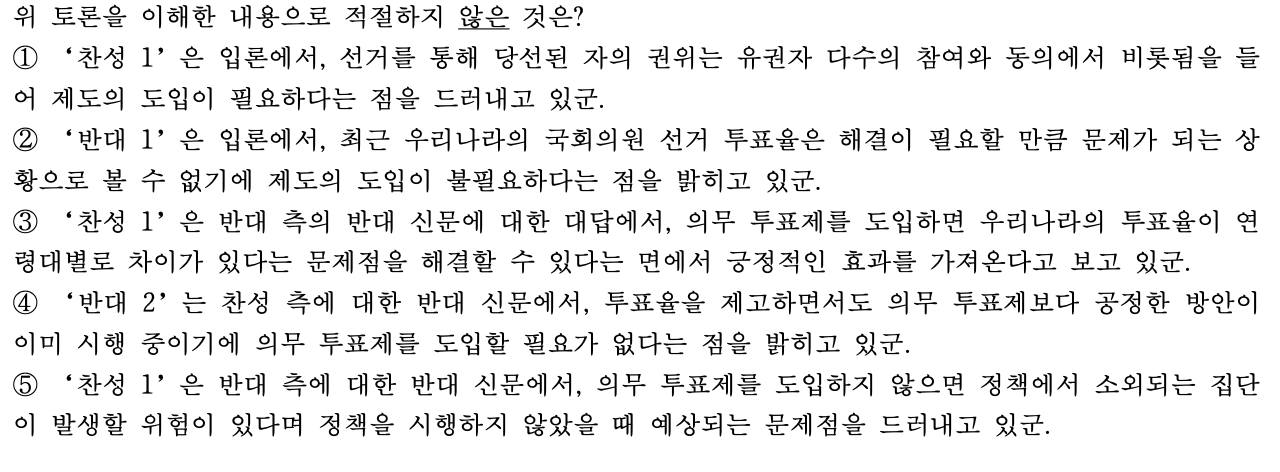 위 토론을 이해한 내용으로 적절하지 않은 것은?
① ‘찬성 1’은 입론에서, 선거를 통해 당선된 자의 권위는 유권자 다수의 참여와 동의에서 비롯됨을 들
어 제도의 도입이 필요하다는 점을 드러내고 있군.
② ‘반대 1’은 입론에서, 최근 우리나라의 국회의원 선거 투표율은 해결이 필요할 만큼 문제가 되는 상
황으로 볼 수 없기에 제도의 도입이 불필요하다는 점을 밝히고 있군.
③ ‘찬성 1’은 반대 측의 반대 신문에 대한 대답에서, 의무 투표제를 도입하면 우리나라의 투표율이 연
령대별로 차이가 있다는 문제점을 해결할 수 있다는 면에서 긍정적인 효과를 가져온다고 보고 있군.
④ ‘반대 2’는 찬성 측에 대한 반대 신문에서, 투표율을 제고하면서도 의무 투표제보다 공정한 방안이
이미 시행 중이기에 의무 투표제를 도입할 필요가 없다는 점을 밝히고 있군.
⑤ ‘찬성 1’은 반대 측에 대한 반대 신문에서, 의무 투표제를 도입하지 않으면 정책에서 소외되는 집단
이 발생할 위험이 있다며 정책을 시행하지 않았을 때 예상되는 문제점을 드러내고 있군.